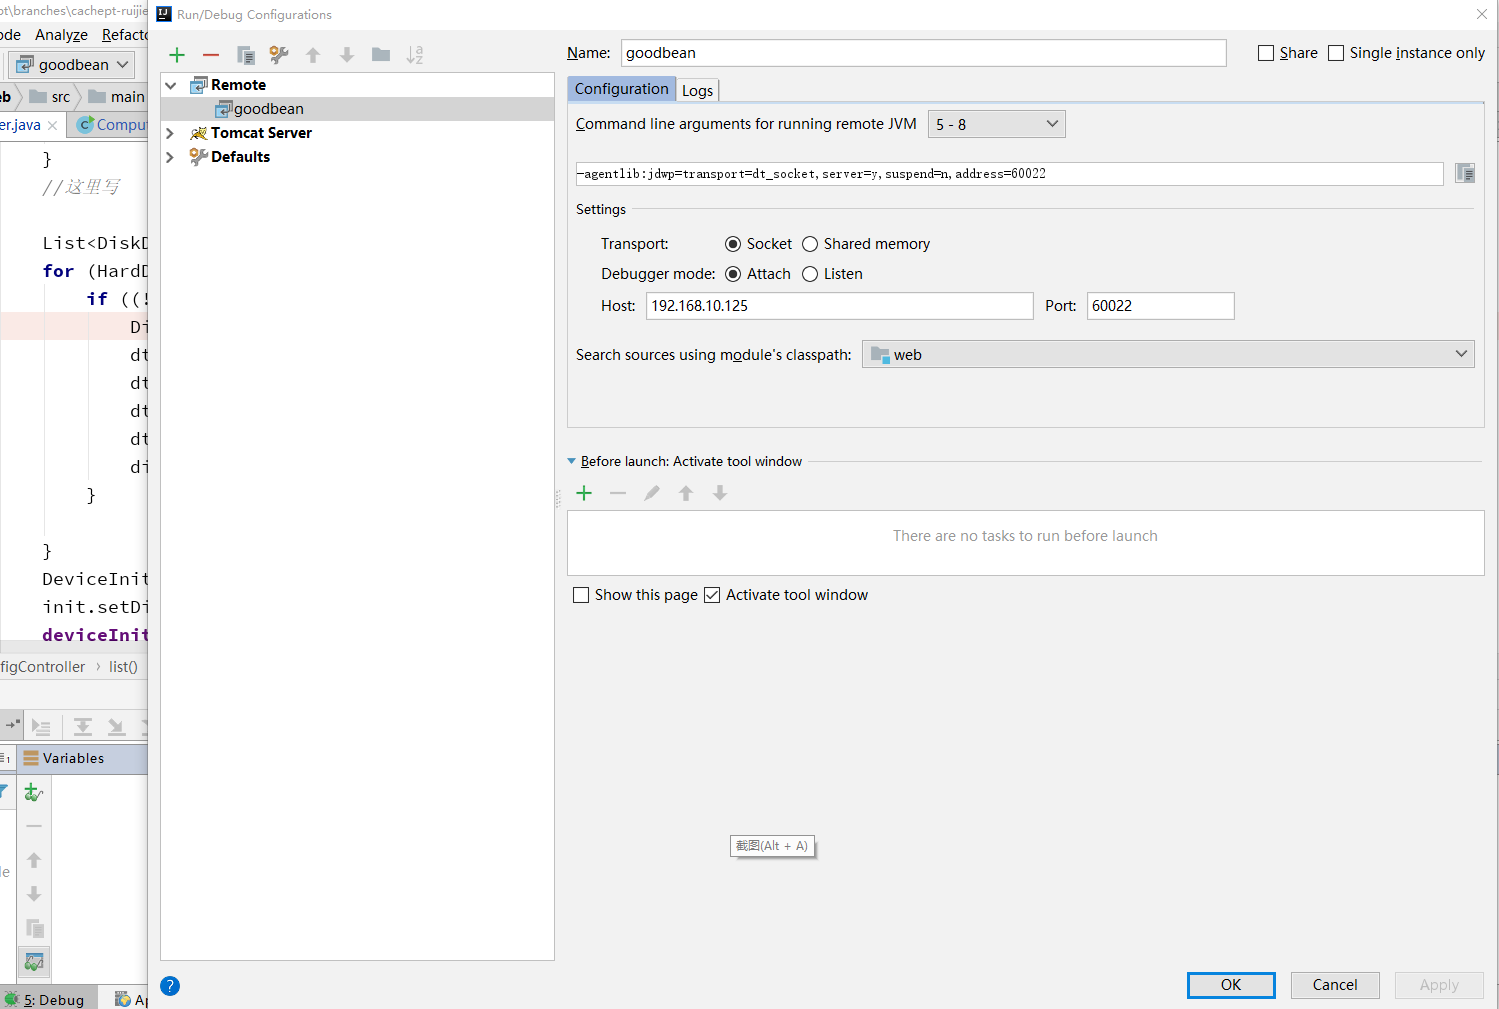 pt\branches\cachept-ruijie
Run/Debug Configurations
ode Analyze Refacto
goodbean
eb src main
er.java Comput
}
//这里写
List<DiskD
for (HardD
if ((!
Di
dt
dt
dt
dt
di
}
}
DeviceInit
init.setDi
deviceInit
figController › list()
Variables
le
5: Debug Ap
Remote
goodbean
Tomcat Server
Defaults
Name: goodbean Share Single instance only
Configuration Logs
Command line arguments for running remote JVM 5 - 8
-agentlib:jdwp=transport=dt_socket,server=y,suspend=n,address=60022
Settings
Transport: Socket Shared memory
Debugger mode: Attach Listen
Host: 192.168.10.125 Port: 60022
Search sources using module's classpath: web
Before launch: Activate tool window
There are no tasks to run before launch
Show this page Activate tool window
截图(Alt + A)
? OK Cancel Apply